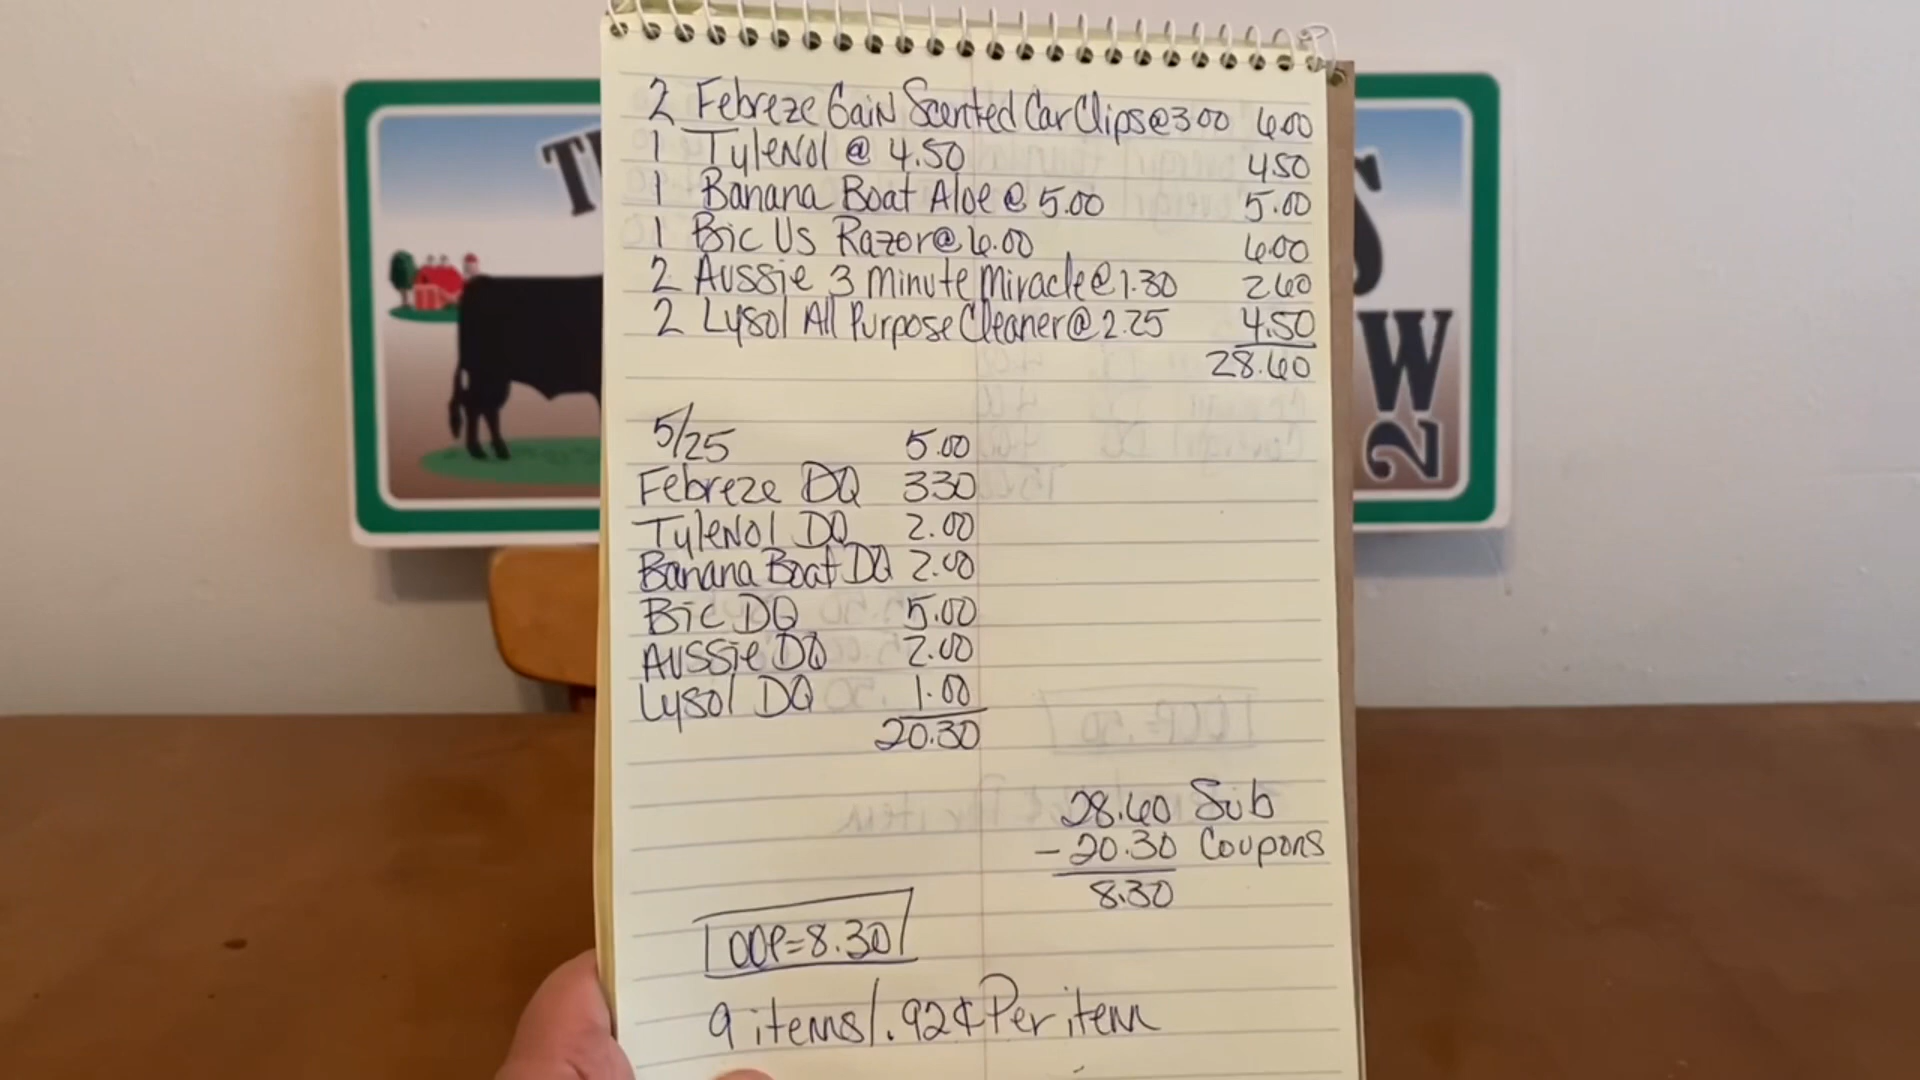 2 Febreze Gain Scented Car Clips @ 3.00 6.00
1 Tylenol @ 4.50 4.50
1 Banana Boat Aloe @ 5.00 5.00
1 Bic Us Razor @ 6.00 6.00
2 Aussie 3 Minute Miracle @ 1.30 2.60
2 Lysol All Purpose Cleaner @ 2.25 4.50
28.60
5/25 5.00
Febreze DQ 3.30
Tylenol DQ 2.00
Banana Boat DQ 2.00
Bic DQ 5.00
Aussie DQ 2.00
Lysol DQ 1.00
20.30
28.60 Sub
- 20.30 Coupons
8.30
OOP=8.30
9 items/.92¢ Per item
W
2